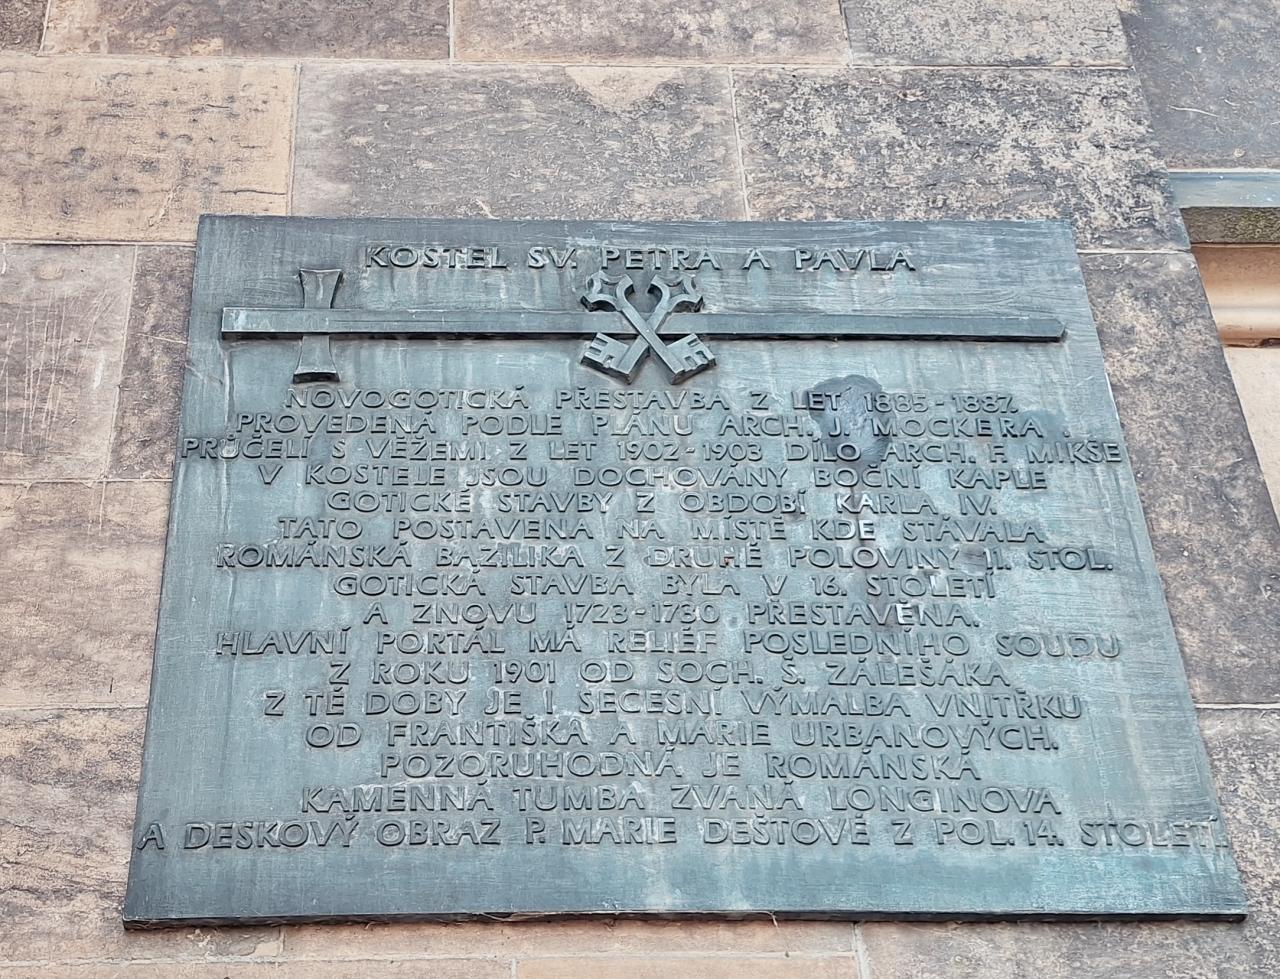 KOSTEL SV. PETRA A PAVLA
NOVOGOTICKÁ PŘESTAVBA Z LET 1885-1887,
PROVEDENA PODLE PLÁNU ARCH. J. MOCKERA,
PRŮČELÍ S VĚŽEMI Z LET 1902-1903 DÍLO ARCH. F. MIKŠE
V KOSTELE JSOU DOCHOVÁNY BOČNÍ KAPLE
GOTICKÉ STAVBY Z OBDOBÍ KARLA IV.
TATO POSTAVENA NA MÍSTĚ KDE STÁVALA
ROMÁNSKÁ BAZILIKA Z DRUHÉ POLOVINY 11. STOL.,
GOTICKÁ STAVBA BYLA V 16. STOLETÍ
A ZNOVU 1723-1730 PŘESTAVĚNA,
HLAVNÍ PORTÁL MÁ RELIÉF POSLEDNÍHO SOUDU
Z ROKU 1901 OD SOCH. Š. ZÁLEŠÁKA,
Z TÉ DOBY JE I SECESNÍ VÝMALBA VNITŘKU
OD FRANTIŠKA A MARIE URBANOVÝCH,
POZORUHODNÁ JE ROMÁNSKÁ
KAMENNÁ TUMBA ZVANÁ LONGINOVA
A DESKOVÝ OBRAZ P. MARIE DEŠŤOVÉ Z POL. 14. STOLETÍ.